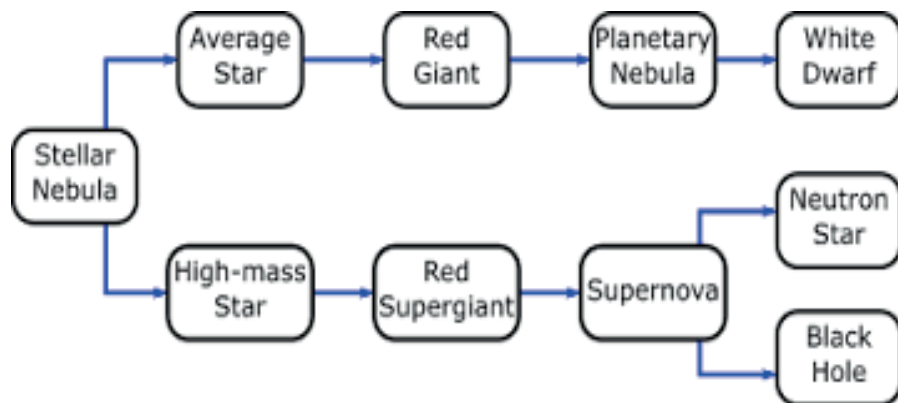 Average
Star
Red
Giant
Planetary
Nebula
White
Dwarf
Stellar
Nebula
High-mass
Star
Red
Supergiant
Supernova
Neutron
Star
Black
Hole